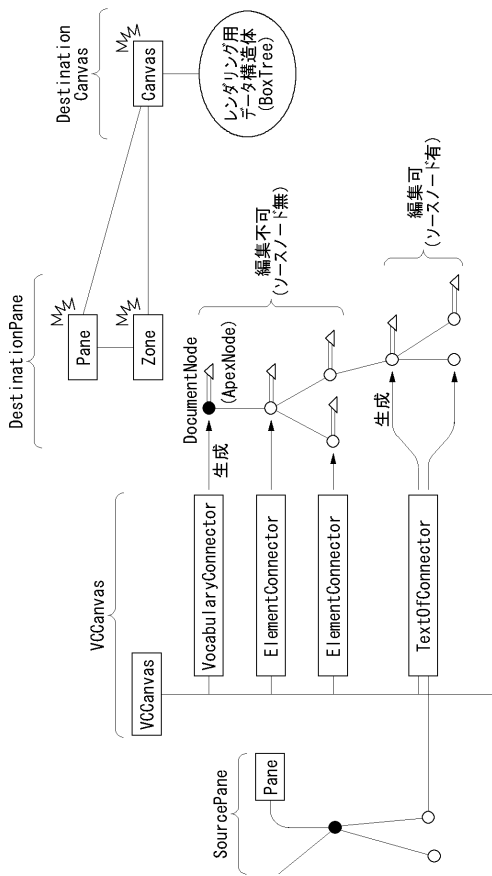 SourcePane
Pane
VCCanvas
VCCanvas
VocabularyConnector
ElementConnector
ElementConnector
TextOfConnector
DestinationPane
Pane
Zone
生成
DocumentNode
(ApexNode)
編集不可
(ソースノード無)
生成
編集可
(ソースノード有)
Destination
Canvas
Canvas
レンダリング用
データ構造体
(BoxTree)